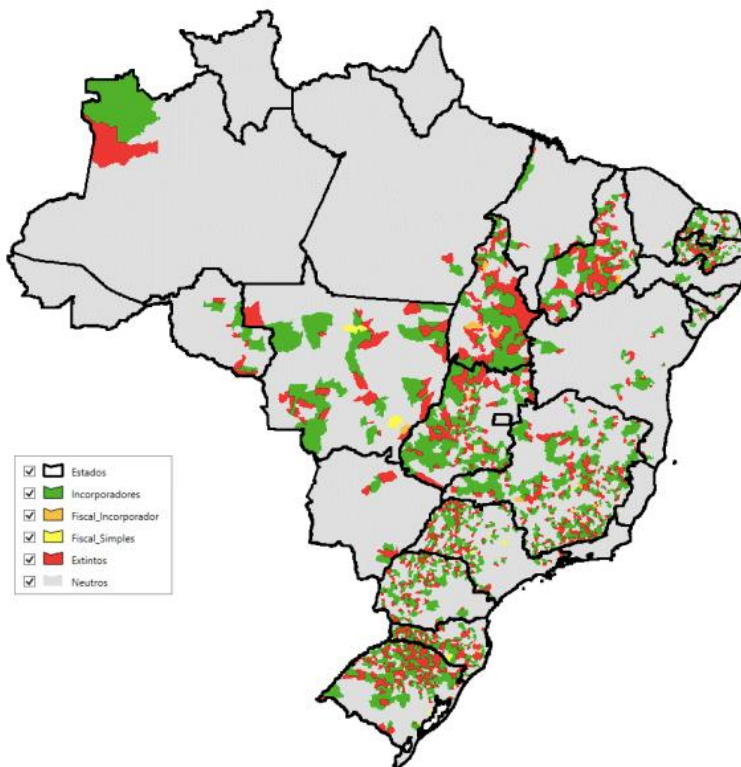 Estados
Incorporadores
Fiscal_Incorporador
Fiscal_Simples
Extintos
Neutros